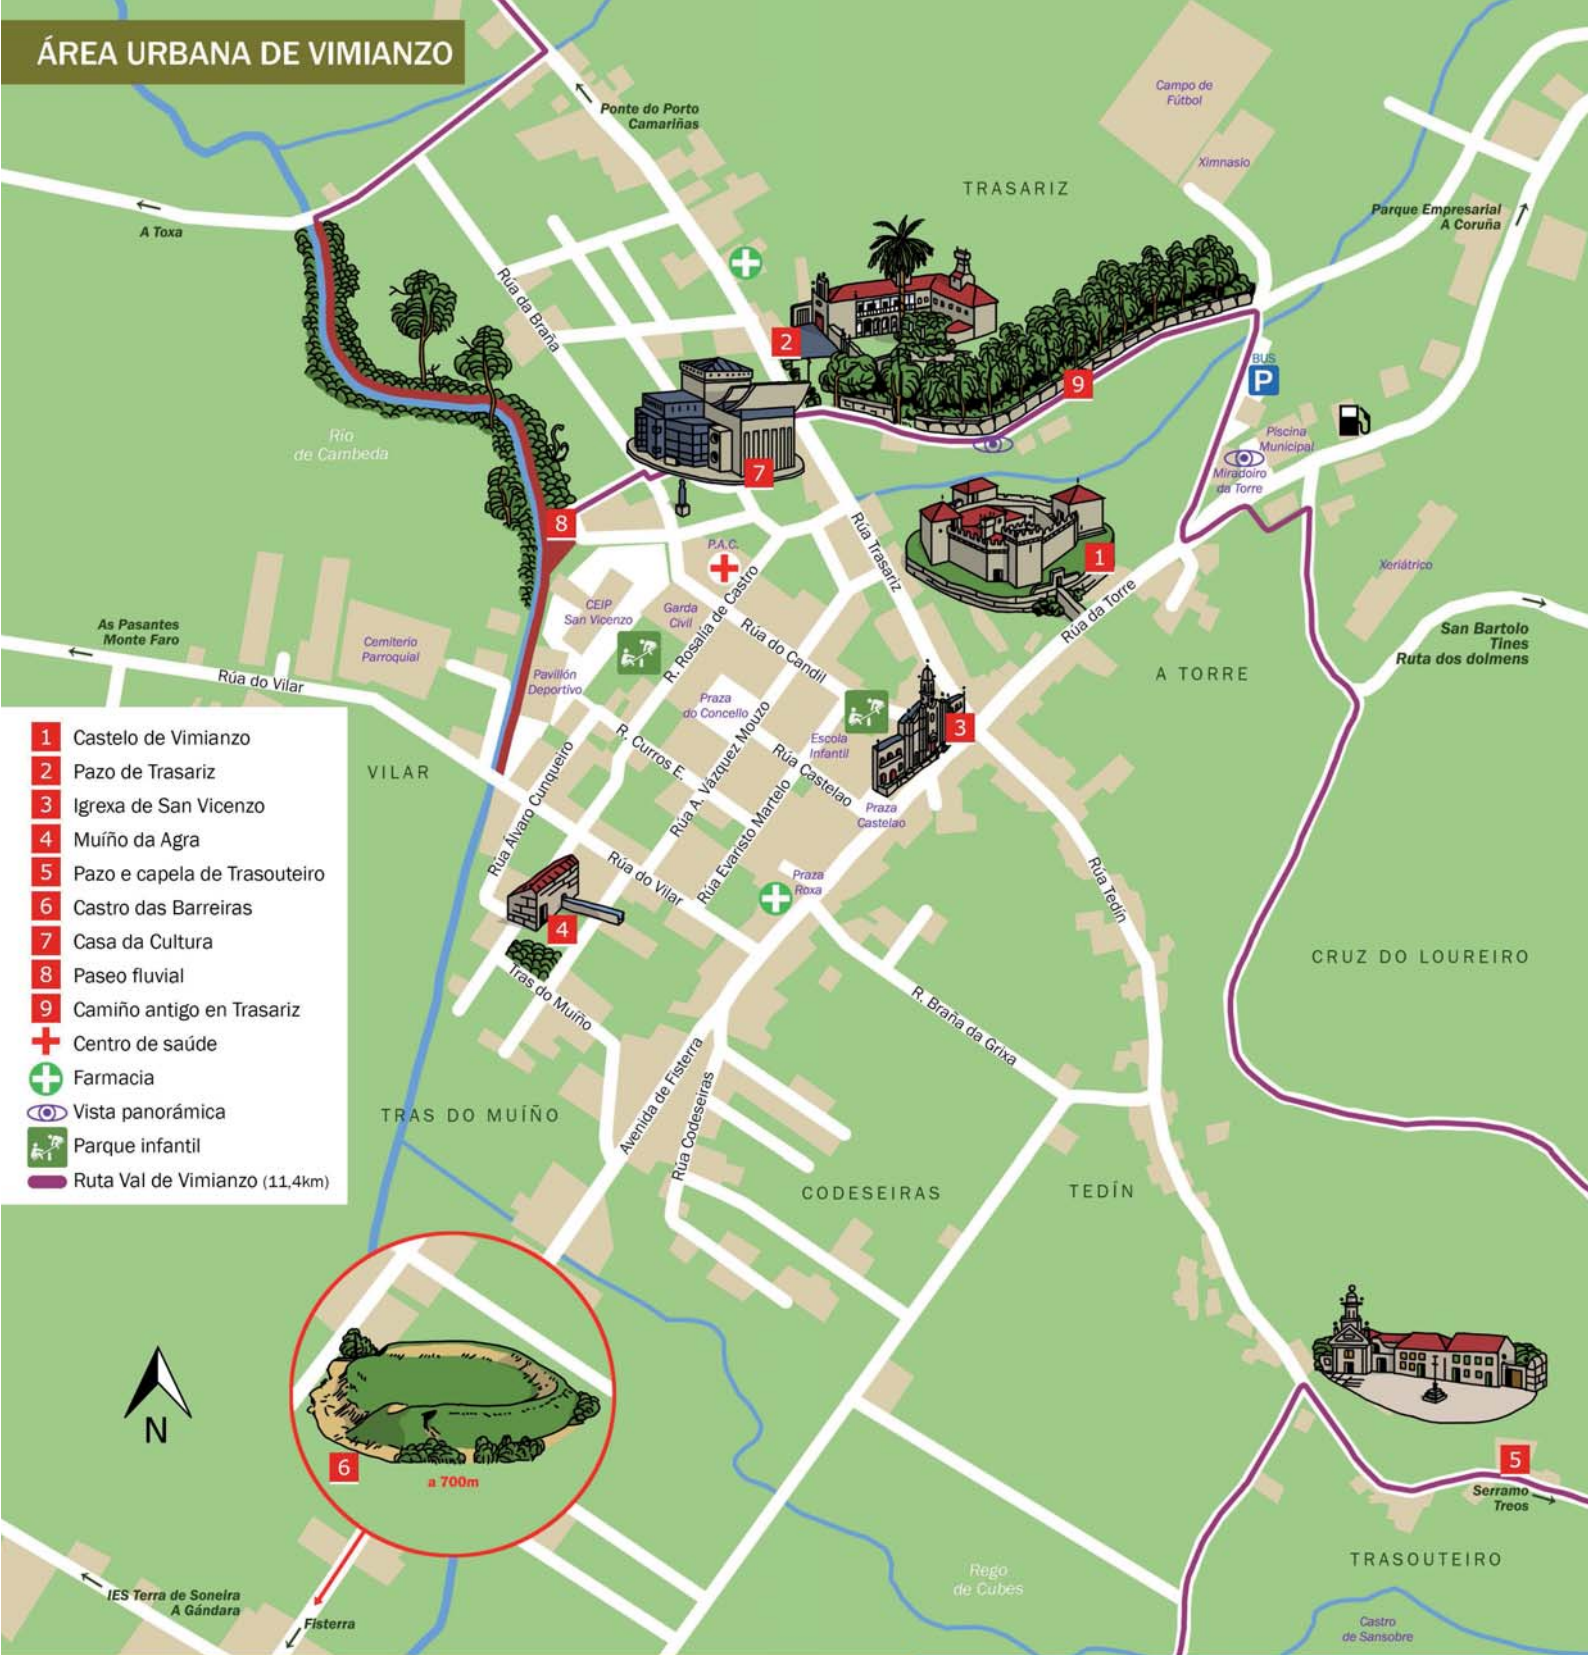 ÁREA URBANA DE VIMIANZO
Ponte do Porto
Camariñas
Campo de
Fútbol
Ximnasio
TRASARIZ
Parque Empresarial
A Coruña
A Toxa
Rúa da Braña
2
9
BUS
P
Piscina
Municipal
Miradoiro
da Torre
Río
de Cambeda
7
8
Rúa Trasariz
1
P.A.C.
Xeriátrico
CEIP
San Vicenzo
Garda
Civil
R. Rosalía de Castro
Rúa do Candil
Rúa da Torre
As Pasantes
Monte Faro
Cemiterio
Parroquial
San Bartolo
Tines
Ruta dos dolmens
Rúa do Vilar
Pavillón
Deportivo
A TORRE
Praza
do Concello
3
Escola
Infantil
R. Curros E.
Rúa A. Vázquez Mouzo
Rúa Castelao
Rúa Álvaro Cunqueiro
Rúa Evaristo Martelo
Praza
Castelao
VILAR
1 Castelo de Vimianzo
2 Pazo de Trasariz
3 Igrexa de San Vicenzo
4 Muíño da Agra
5 Pazo e capela de Trasouteiro
6 Castro das Barreiras
7 Casa da Cultura
8 Paseo fluvial
9 Camiño antigo en Trasariz
Centro de saúde
Farmacia
Vista panorámica
Parque infantil
Ruta Val de Vimianzo (11,4km)
Rúa do Vilar
Praza
Roxa
Rúa Tedín
4
Tras do Muíño
CRUZ DO LOUREIRO
R. Braña da Grixa
Avenida de Fisterra
Rúa Codeseiras
TRAS DO MUÍÑO
CODESEIRAS
TEDÍN
N
6
a 700m
5
Serramo
Treos
TRASOUTEIRO
IES Terra de Soneira
A Gándara
Fisterra
Rego
de Cubes
Castro
de Sansobre